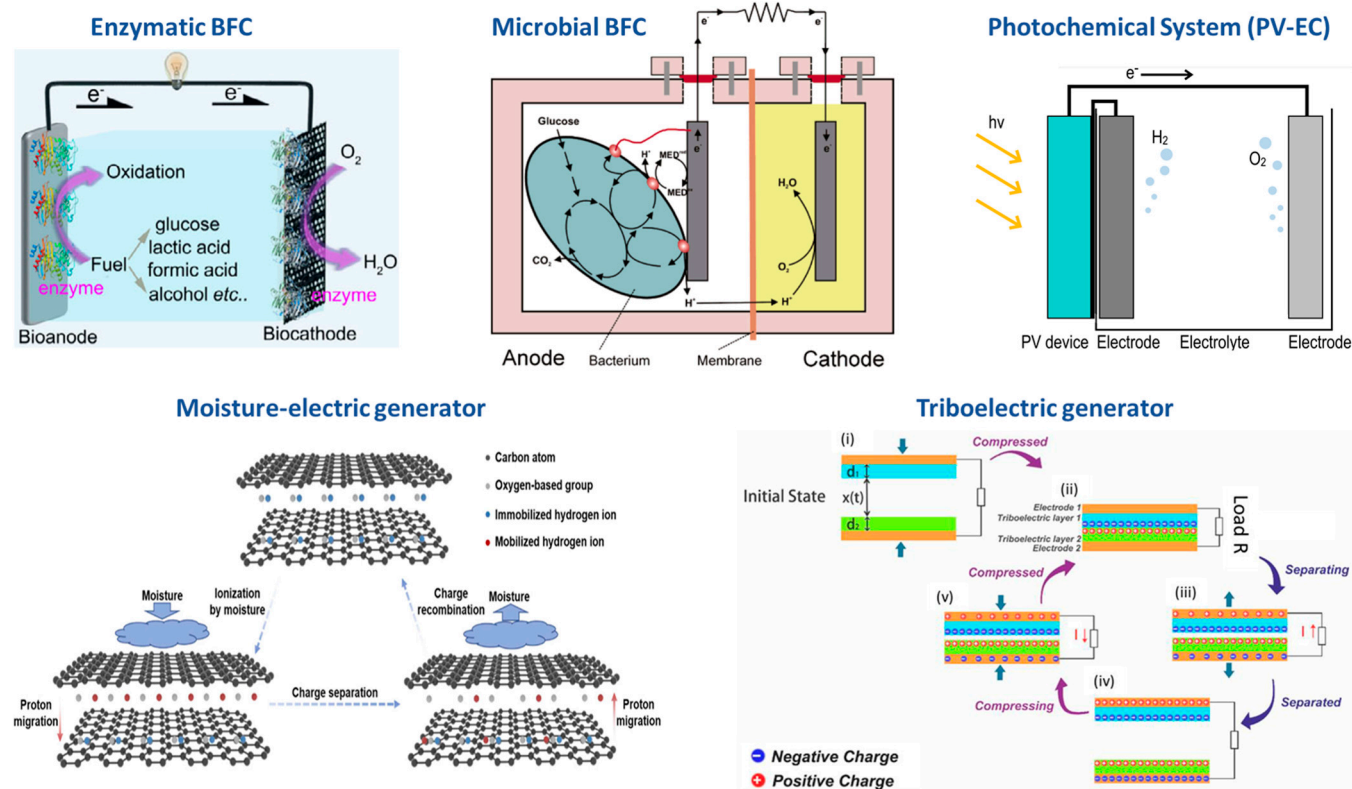 Enzymatic BFC
e-
e-
Oxidation
O2
Fuel
glucose
lactic acid
formic acid
alcohol etc..
enzyme
H2O
enzyme
Bioanode
Biocathode
Microbial BFC
e-
e-
Glucose
H+
MEDred
MEDox
e-
e-
CO2
H2O
O2
H+
H+
Anode
Bacterium
Membrane
Cathode
Photochemical System (PV-EC)
e-
hv
H2
O2
PV device
Electrode
Electrolyte
Electrode
Moisture-electric generator
Carbon atom
Oxygen-based group
Immobilized hydrogen ion
Mobilized hydrogen ion
Moisture
Ionization
by moisture
Charge
recombination
Moisture
Proton
migration
Charge separation
Proton
migration
Triboelectric generator
(i)
Compressed
Initial State
d1
x(t)
d2
(ii)
Electrode 1
Triboelectric layer 1
Triboelectric layer 2
Electrode 2
Load R
Compressed
Separating
(v)
I↓
(iii)
I↑
(iv)
Compressing
Separated
Negative Charge
Positive Charge